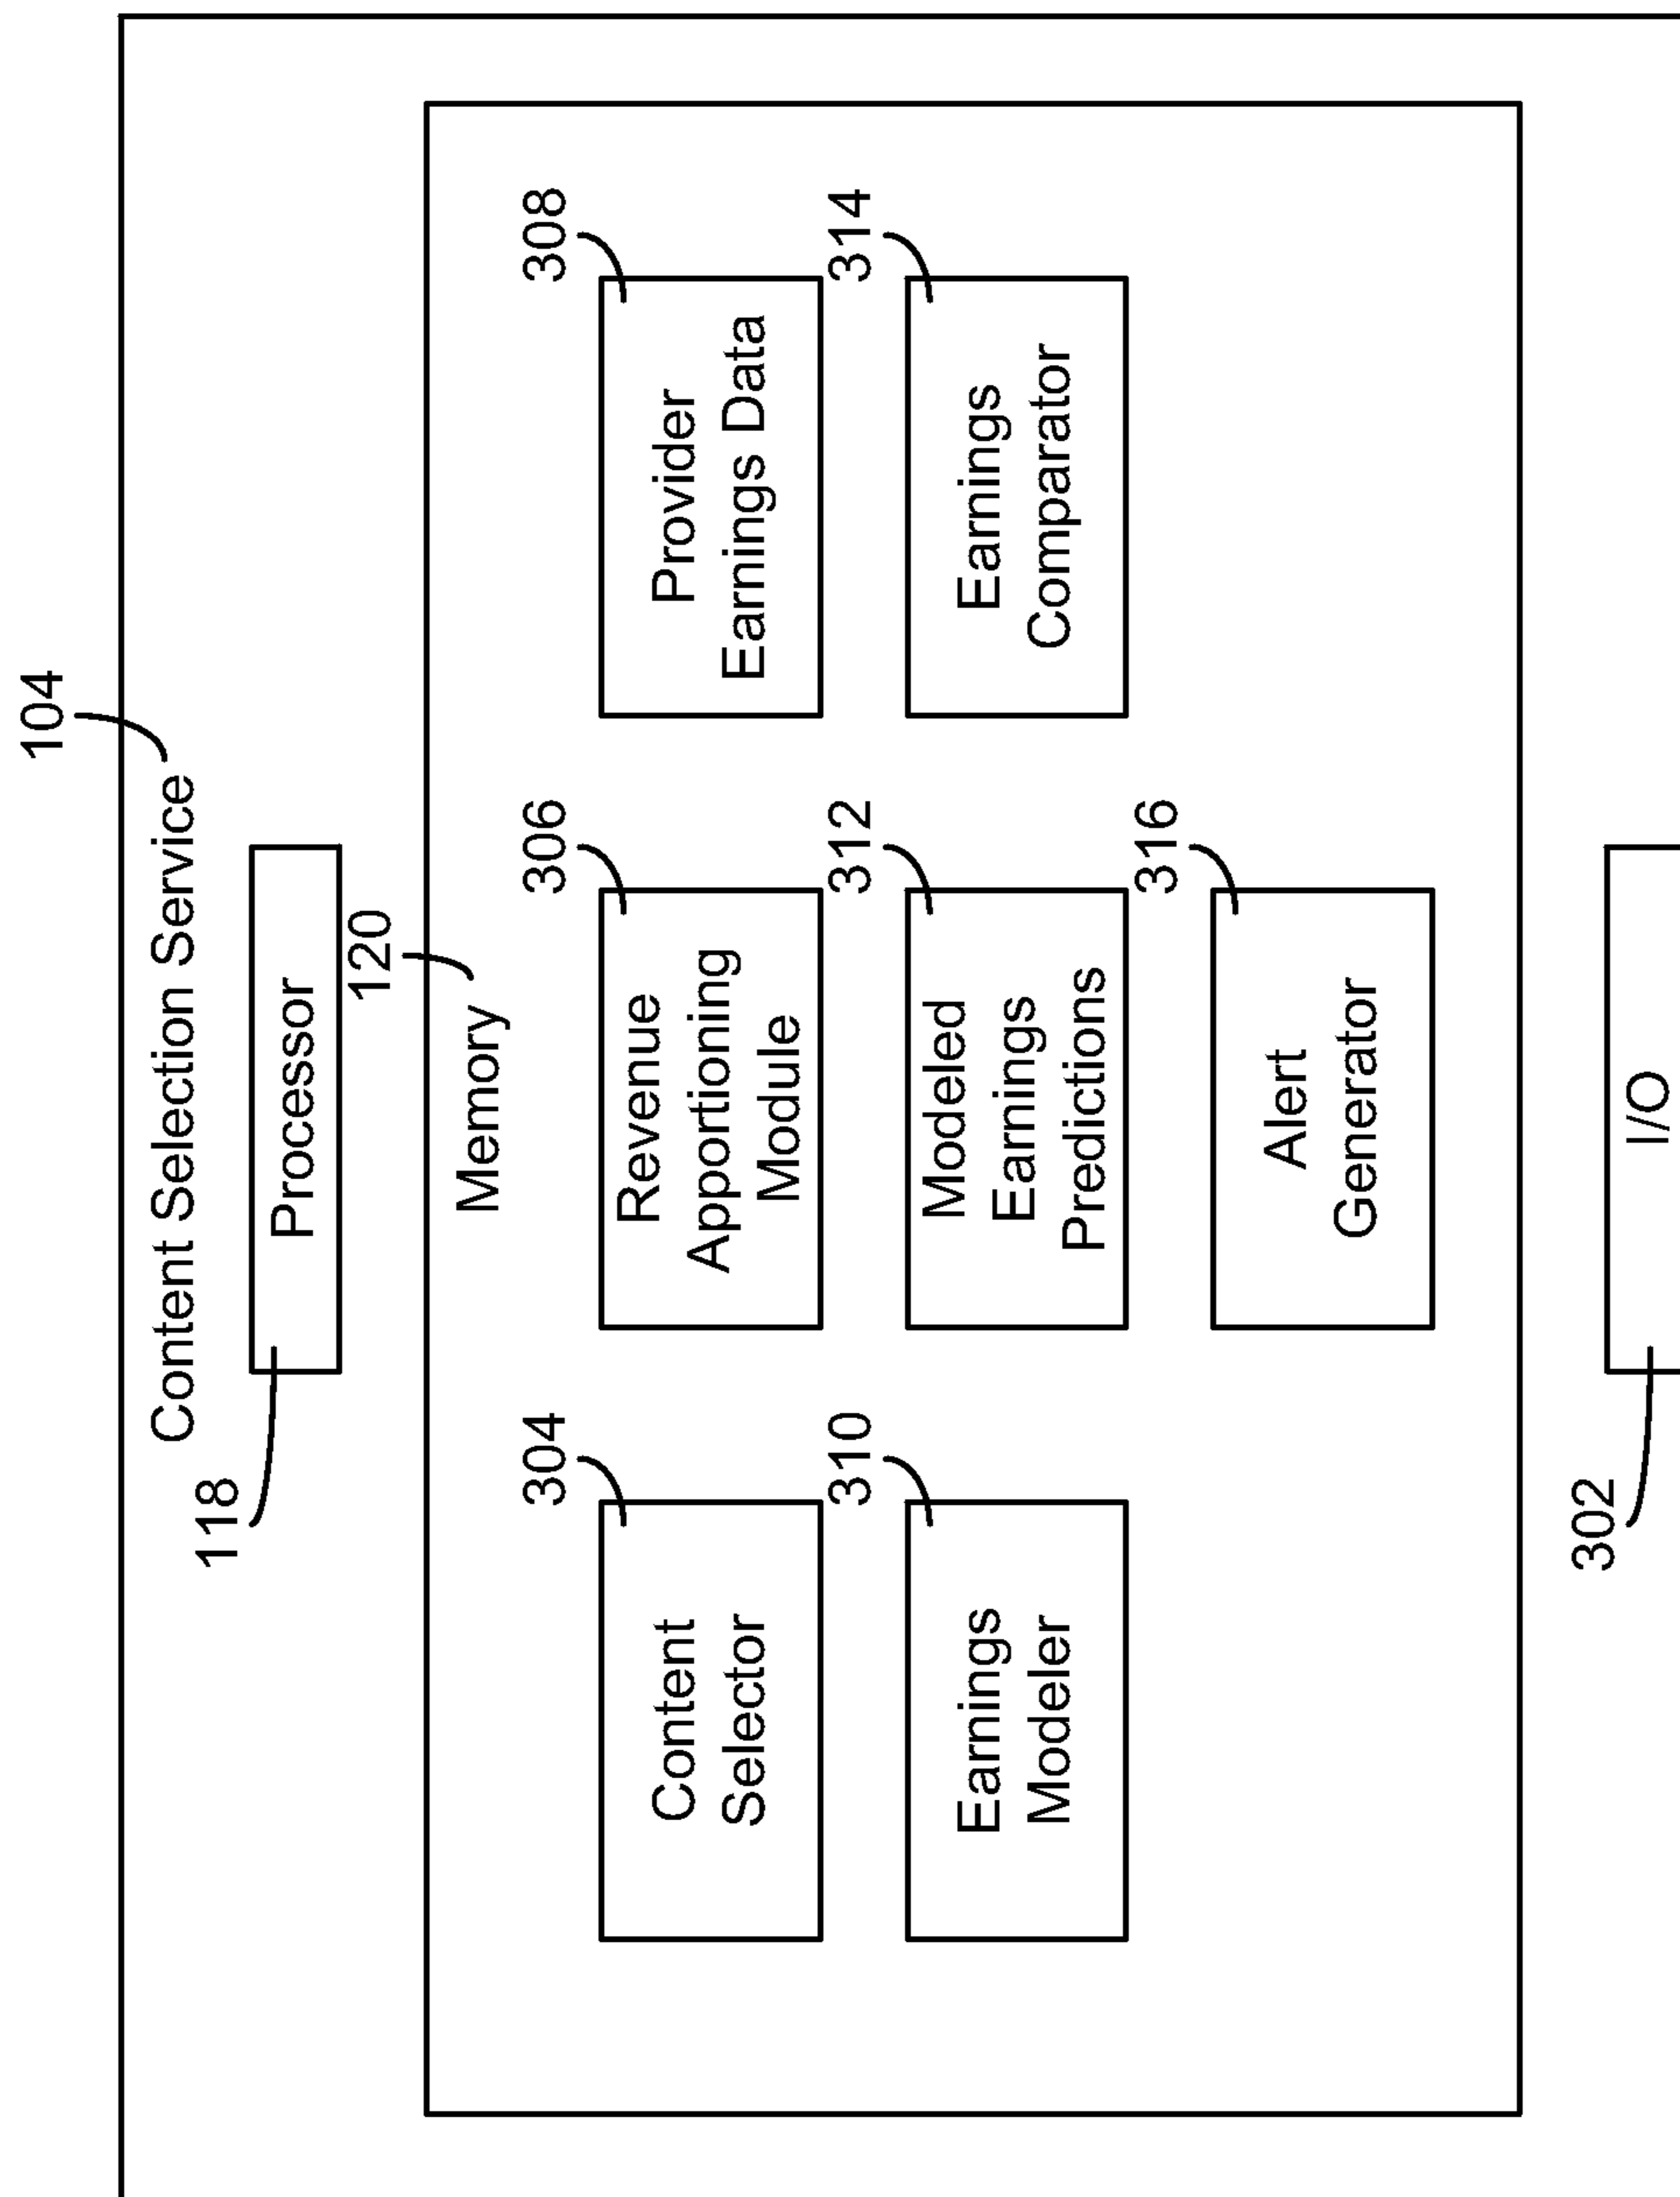 104
Content Selection Service
118
Processor
120
Memory
304
306
308
Content
Selector
Revenue
Apportioning
Module
Provider
Earnings Data
310
312
314
Earnings
Modeler
Modeled
Earnings
Predictions
Earnings
Comparator
316
Alert
Generator
302
I/O